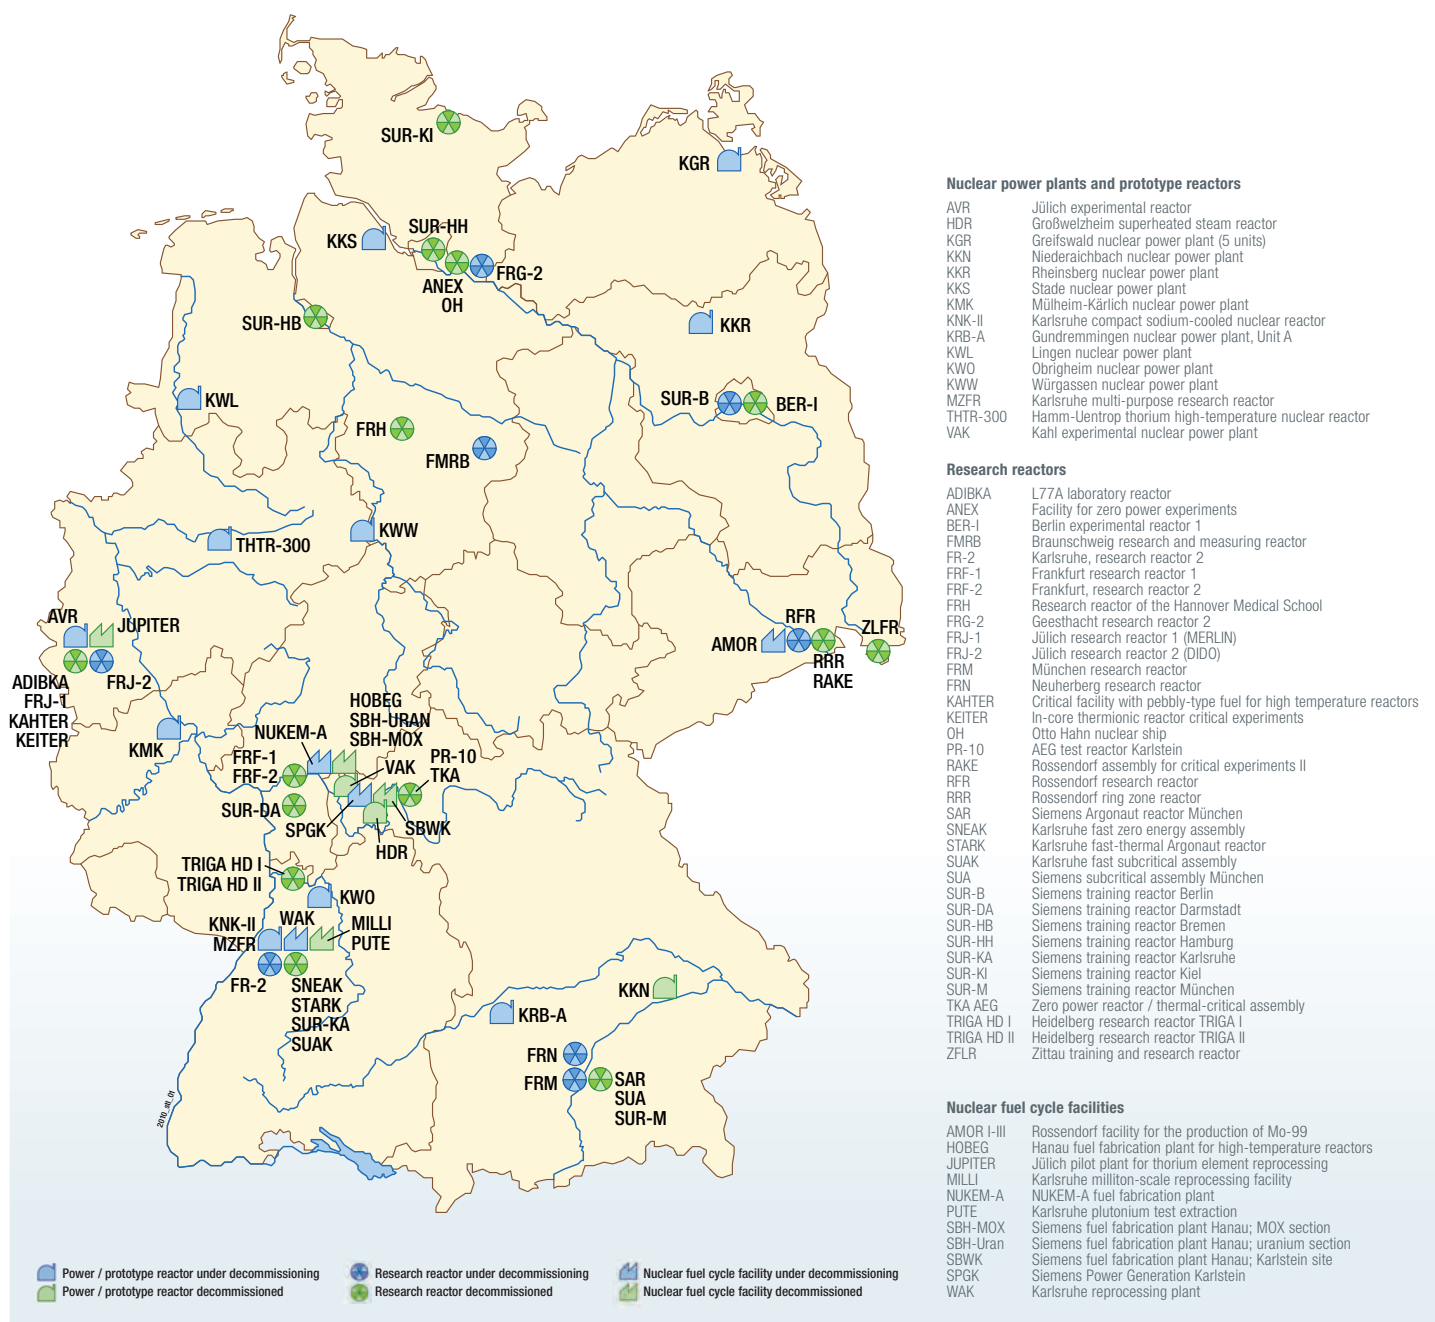 SUR-KI
KGR
SUR-HH
KKS
FRG-2
ANEX
OH
SUR-HB
KKR
KWL
SUR-B
BER-I
FRH
FMRB
KWW
THTR-300
AVR
JUPITER
RFR
ZLFR
AMOR
RRR
RAKE
ADIBKA
FRJ-1
KAHTER
KEITER
FRJ-2
KMK
HOBEG
SBH-URAN
SBH-MOX
NUKEM-A
FRF-1
FRF-2
VAK
PR-10
TKA
SUR-DA
SPGK
SBWK
HDR
TRIGA HD I
TRIGA HD II
KWO
KNK-II
MZFR
WAK
MILLI
PUTE
FR-2
SNEAK
STARK
SUR-KA
SUAK
KKN
KRB-A
FRN
FRM
SAR
SUA
SUR-M
2010_stl_01
Nuclear power plants and prototype reactors
AVR Jülich experimental reactor
HDR Großwelzheim superheated steam reactor
KGR Greifswald nuclear power plant (5 units)
KKN Niederaichbach nuclear power plant
KKR Rheinsberg nuclear power plant
KKS Stade nuclear power plant
KMK Mülheim-Kärlich nuclear power plant
KNK-II Karlsruhe compact sodium-cooled nuclear reactor
KRB-A Gundremmingen nuclear power plant, Unit A
KWL Lingen nuclear power plant
KWO Obrigheim nuclear power plant
KWW Würgassen nuclear power plant
MZFR Karlsruhe multi-purpose research reactor
THTR-300 Hamm-Uentrop thorium high-temperature nuclear reactor
VAK Kahl experimental nuclear power plant
Research reactors
ADIBKA L77A laboratory reactor
ANEX Facility for zero power experiments
BER-I Berlin experimental reactor 1
FMRB Braunschweig research and measuring reactor
FR-2 Karlsruhe, research reactor 2
FRF-1 Frankfurt research reactor 1
FRF-2 Frankfurt, research reactor 2
FRH Research reactor of the Hannover Medical School
FRG-2 Geesthacht research reactor 2
FRJ-1 Jülich research reactor 1 (MERLIN)
FRJ-2 Jülich research reactor 2 (DIDO)
FRM München research reactor
FRN Neuherberg research reactor
KAHTER Critical facility with pebbly-type fuel for high temperature reactors
KEITER In-core thermionic reactor critical experiments
OH Otto Hahn nuclear ship
PR-10 AEG test reactor Karlstein
RAKE Rossendorf assembly for critical experiments II
RFR Rossendorf research reactor
RRR Rossendorf ring zone reactor
SAR Siemens Argonaut reactor München
SNEAK Karlsruhe fast zero energy assembly
STARK Karlsruhe fast-thermal Argonaut reactor
SUAK Karlsruhe fast subcritical assembly
SUA Siemens subcritical assembly München
SUR-B Siemens training reactor Berlin
SUR-DA Siemens training reactor Darmstadt
SUR-HB Siemens training reactor Bremen
SUR-HH Siemens training reactor Hamburg
SUR-KA Siemens training reactor Karlsruhe
SUR-KI Siemens training reactor Kiel
SUR-M Siemens training reactor München
TKA AEG Zero power reactor / thermal-critical assembly
TRIGA HD I Heidelberg research reactor TRIGA I
TRIGA HD II Heidelberg research reactor TRIGA II
ZFLR Zittau training and research reactor
Nuclear fuel cycle facilities
AMOR I-III Rossendorf facility for the production of Mo-99
HOBEG Hanau fuel fabrication plant for high-temperature reactors
JUPITER Jülich pilot plant for thorium element reprocessing
MILLI Karlsruhe milliton-scale reprocessing facility
NUKEM-A NUKEM-A fuel fabrication plant
PUTE Karlsruhe plutonium test extraction
SBH-MOX Siemens fuel fabrication plant Hanau; MOX section
SBH-Uran Siemens fuel fabrication plant Hanau; uranium section
SBWK Siemens fuel fabrication plant Hanau; Karlstein site
SPGK Siemens Power Generation Karlstein
WAK Karlsruhe reprocessing plant
Power / prototype reactor under decommissioning
Power / prototype reactor decommissioned
Research reactor under decommissioning
Research reactor decommissioned
Nuclear fuel cycle facility under decommissioning
Nuclear fuel cycle facility decommissioned